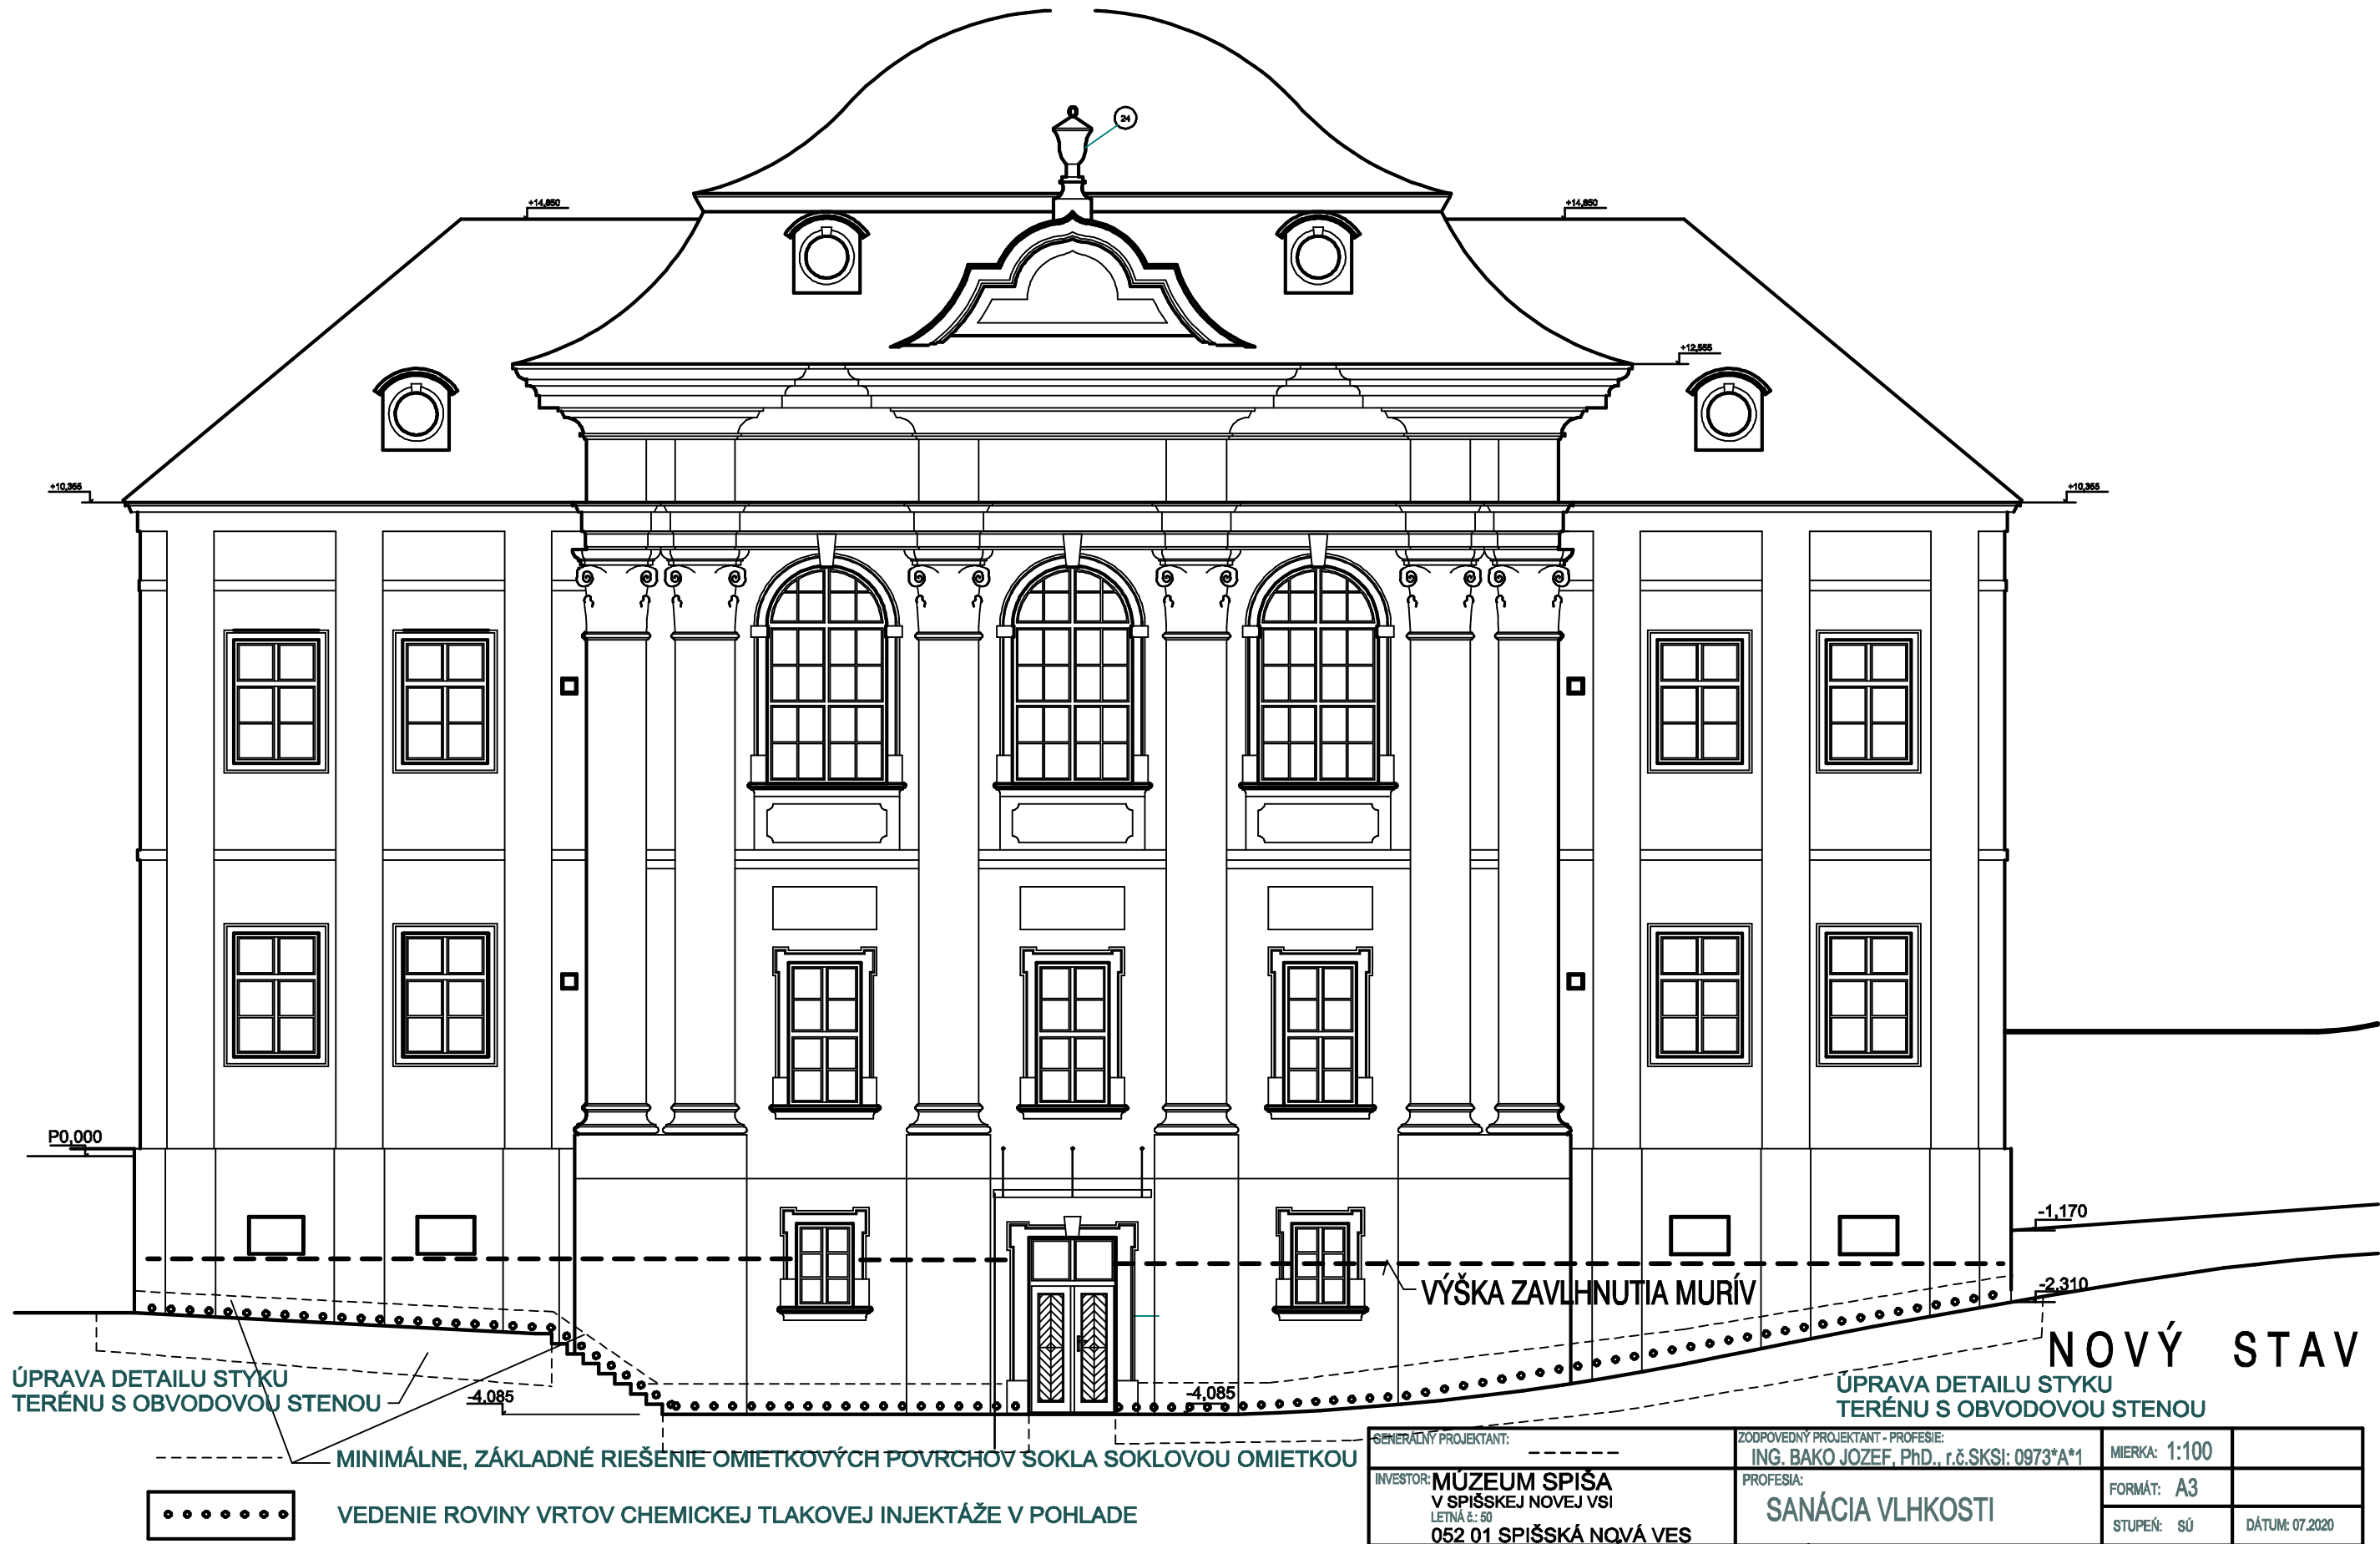 24
+14,850
+14,850
+12,555
+10,365
+10,365
P0,000
-1,170
VÝŠKA ZAVLHNUTIA MURÍV
-2,310
NOVÝ STAV
ÚPRAVA DETAILU STYKU
TERÉNU S OBVODOVOU STENOU
-4,085
-4,085
ÚPRAVA DETAILU STYKU
TERÉNU S OBVODOVOU STENOU
MINIMÁLNE, ZÁKLADNÉ RIEŠENIE OMIETKOVÝCH POVRCHOV SOKLA SOKLOVOU OMIETKOU
VEDENIE ROVINY VRTOV CHEMICKEJ TLAKOVEJ INJEKTÁŽE V POHLADE
GENERÁLNY PROJEKTANT:
ZODPOVEDNÝ PROJEKTANT - PROFESIE:
ING. BAKO JOZEF, PhD., r.č.SKSI: 0973*A*1
MIERKA: 1:100
INVESTOR: MÚZEUM SPIŠA
V SPIŠSKEJ NOVEJ VSI
LETNÁ č.: 50
052 01 SPIŠSKÁ NOVÁ VES
PROFESIA:
SANÁCIA VLHKOSTI
FORMÁT: A3
STUPEŇ: SÚ
DÁTUM: 07.2020